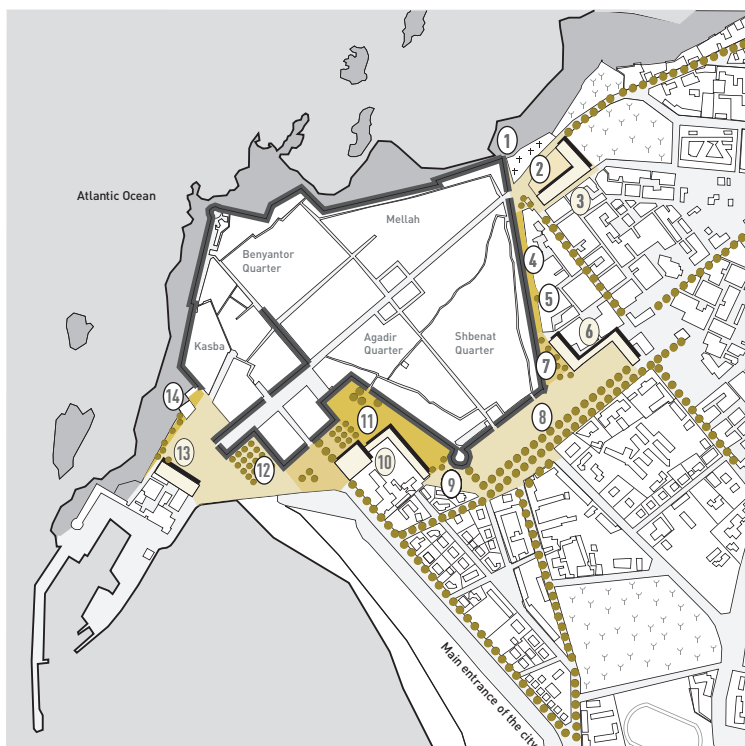 1
2
3
Atlantic Ocean
Mellah
Benyantor
Quarter
4
5
6
Kasba
Agadir
Quarter
Shbenat
Quarter
7
14
11
8
13
12
10
9
Main entrance of the city